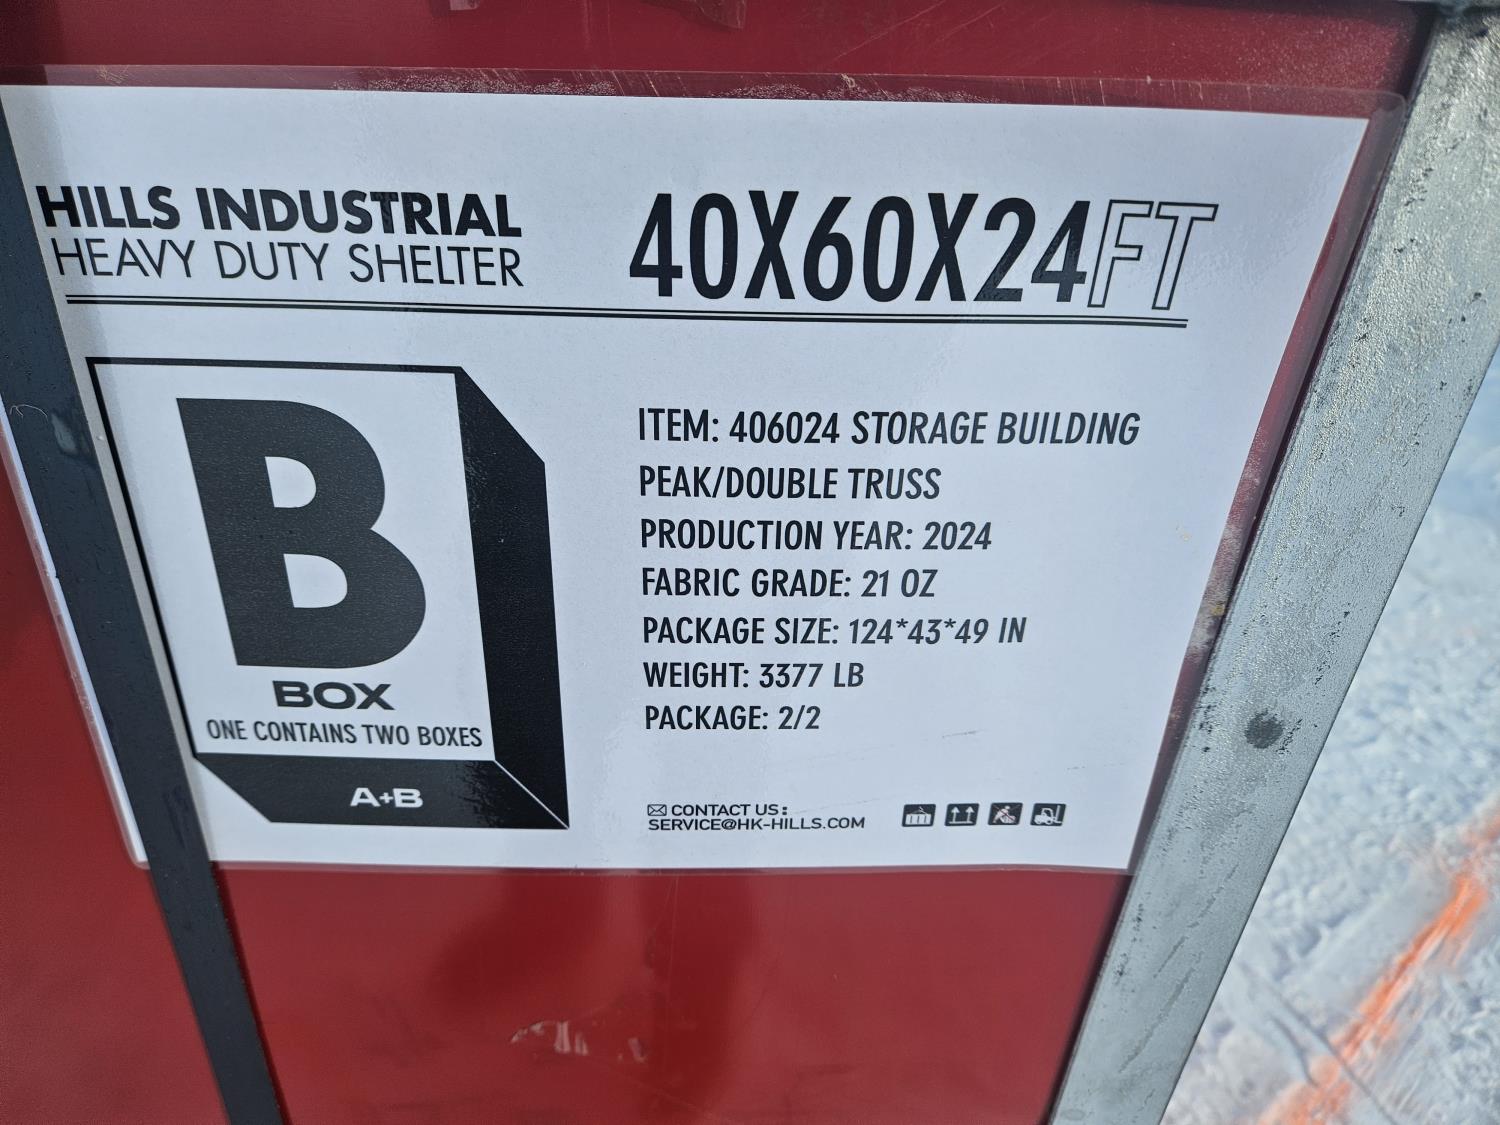 HILLS INDUSTRIAL
HEAVY DUTY SHELTER
40X60X24FT
B
BOX
ONE CONTAINS TWO BOXES
A+B
ITEM: 406024 STORAGE BUILDING
PEAK/DOUBLE TRUSS
PRODUCTION YEAR: 2024
FABRIC GRADE: 21 OZ
PACKAGE SIZE: 124*43*49 IN
WEIGHT: 3377 LB
PACKAGE: 2/2
CONTACT US:
SERVICE@HK-HILLS.COM